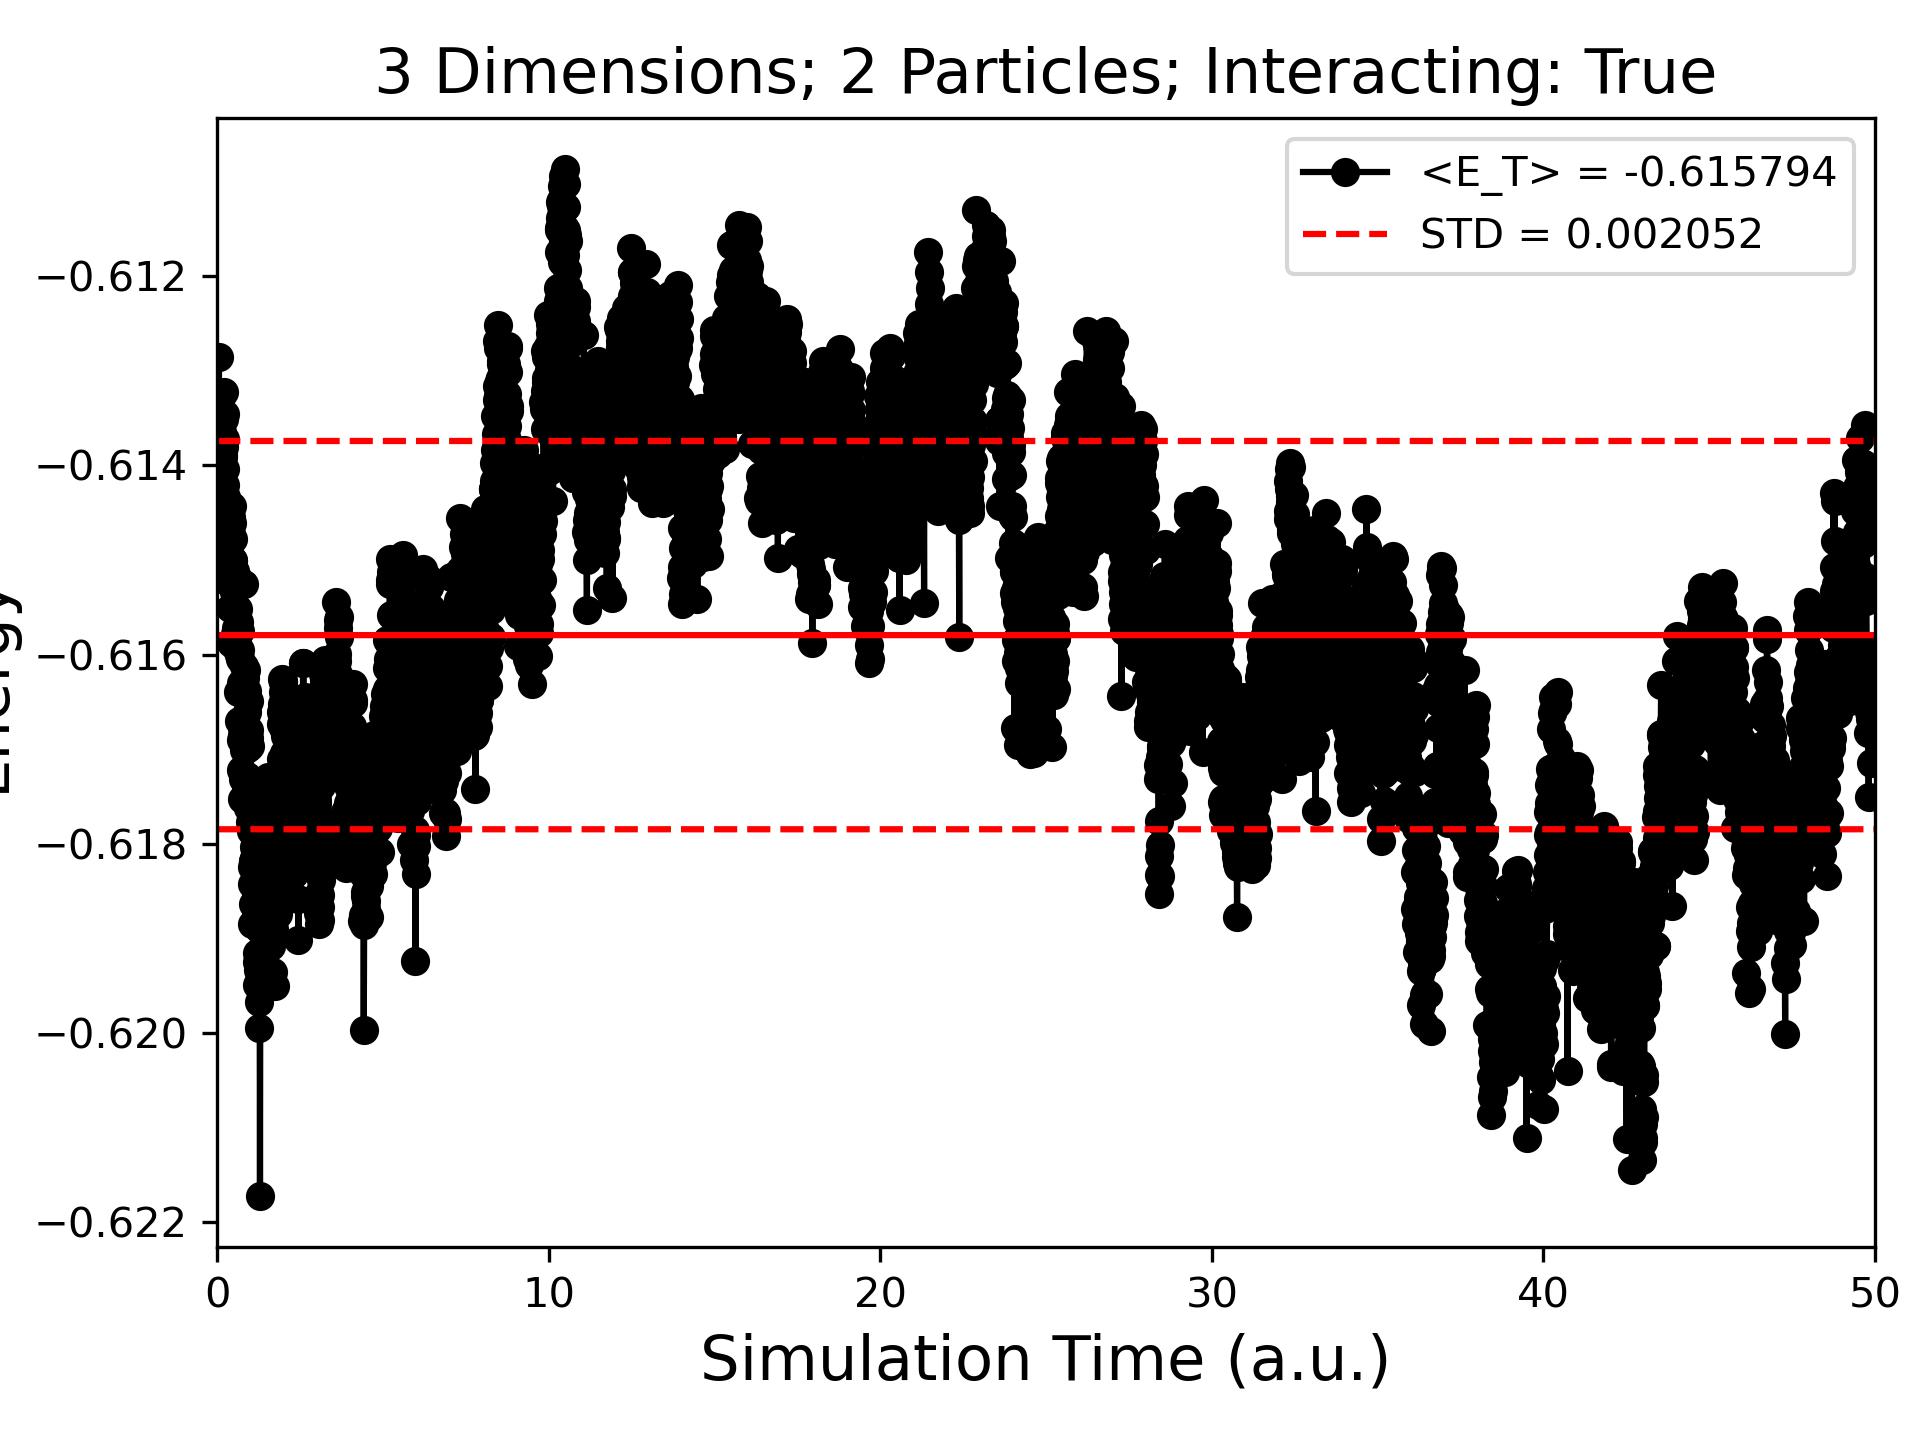 3 Dimensions; 2 Particles; Interacting: True
<E_T> = -0.615794
STD = 0.002052
−0.612
−0.614
−0.616
−0.618
−0.620
−0.622
0 10 20 30 40 50
Simulation Time (a.u.)